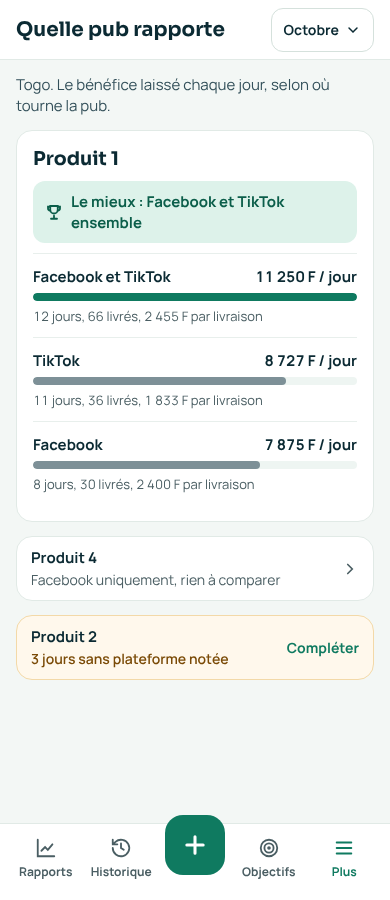 Quelle pub rapporte
Octobre
Togo. Le bénéfice laissé chaque jour, selon où
tourne la pub.
Produit 1
Le mieux : Facebook et TikTok
ensemble
Facebook et TikTok
11 250 F / jour
12 jours, 66 livrés, 2 455 F par livraison
TikTok
8 727 F / jour
11 jours, 36 livrés, 1 833 F par livraison
Facebook
7 875 F / jour
8 jours, 30 livrés, 2 400 F par livraison
Produit 4
Facebook uniquement, rien à comparer
Produit 2
3 jours sans plateforme notée
Compléter
Rapports
Historique
Objectifs
Plus